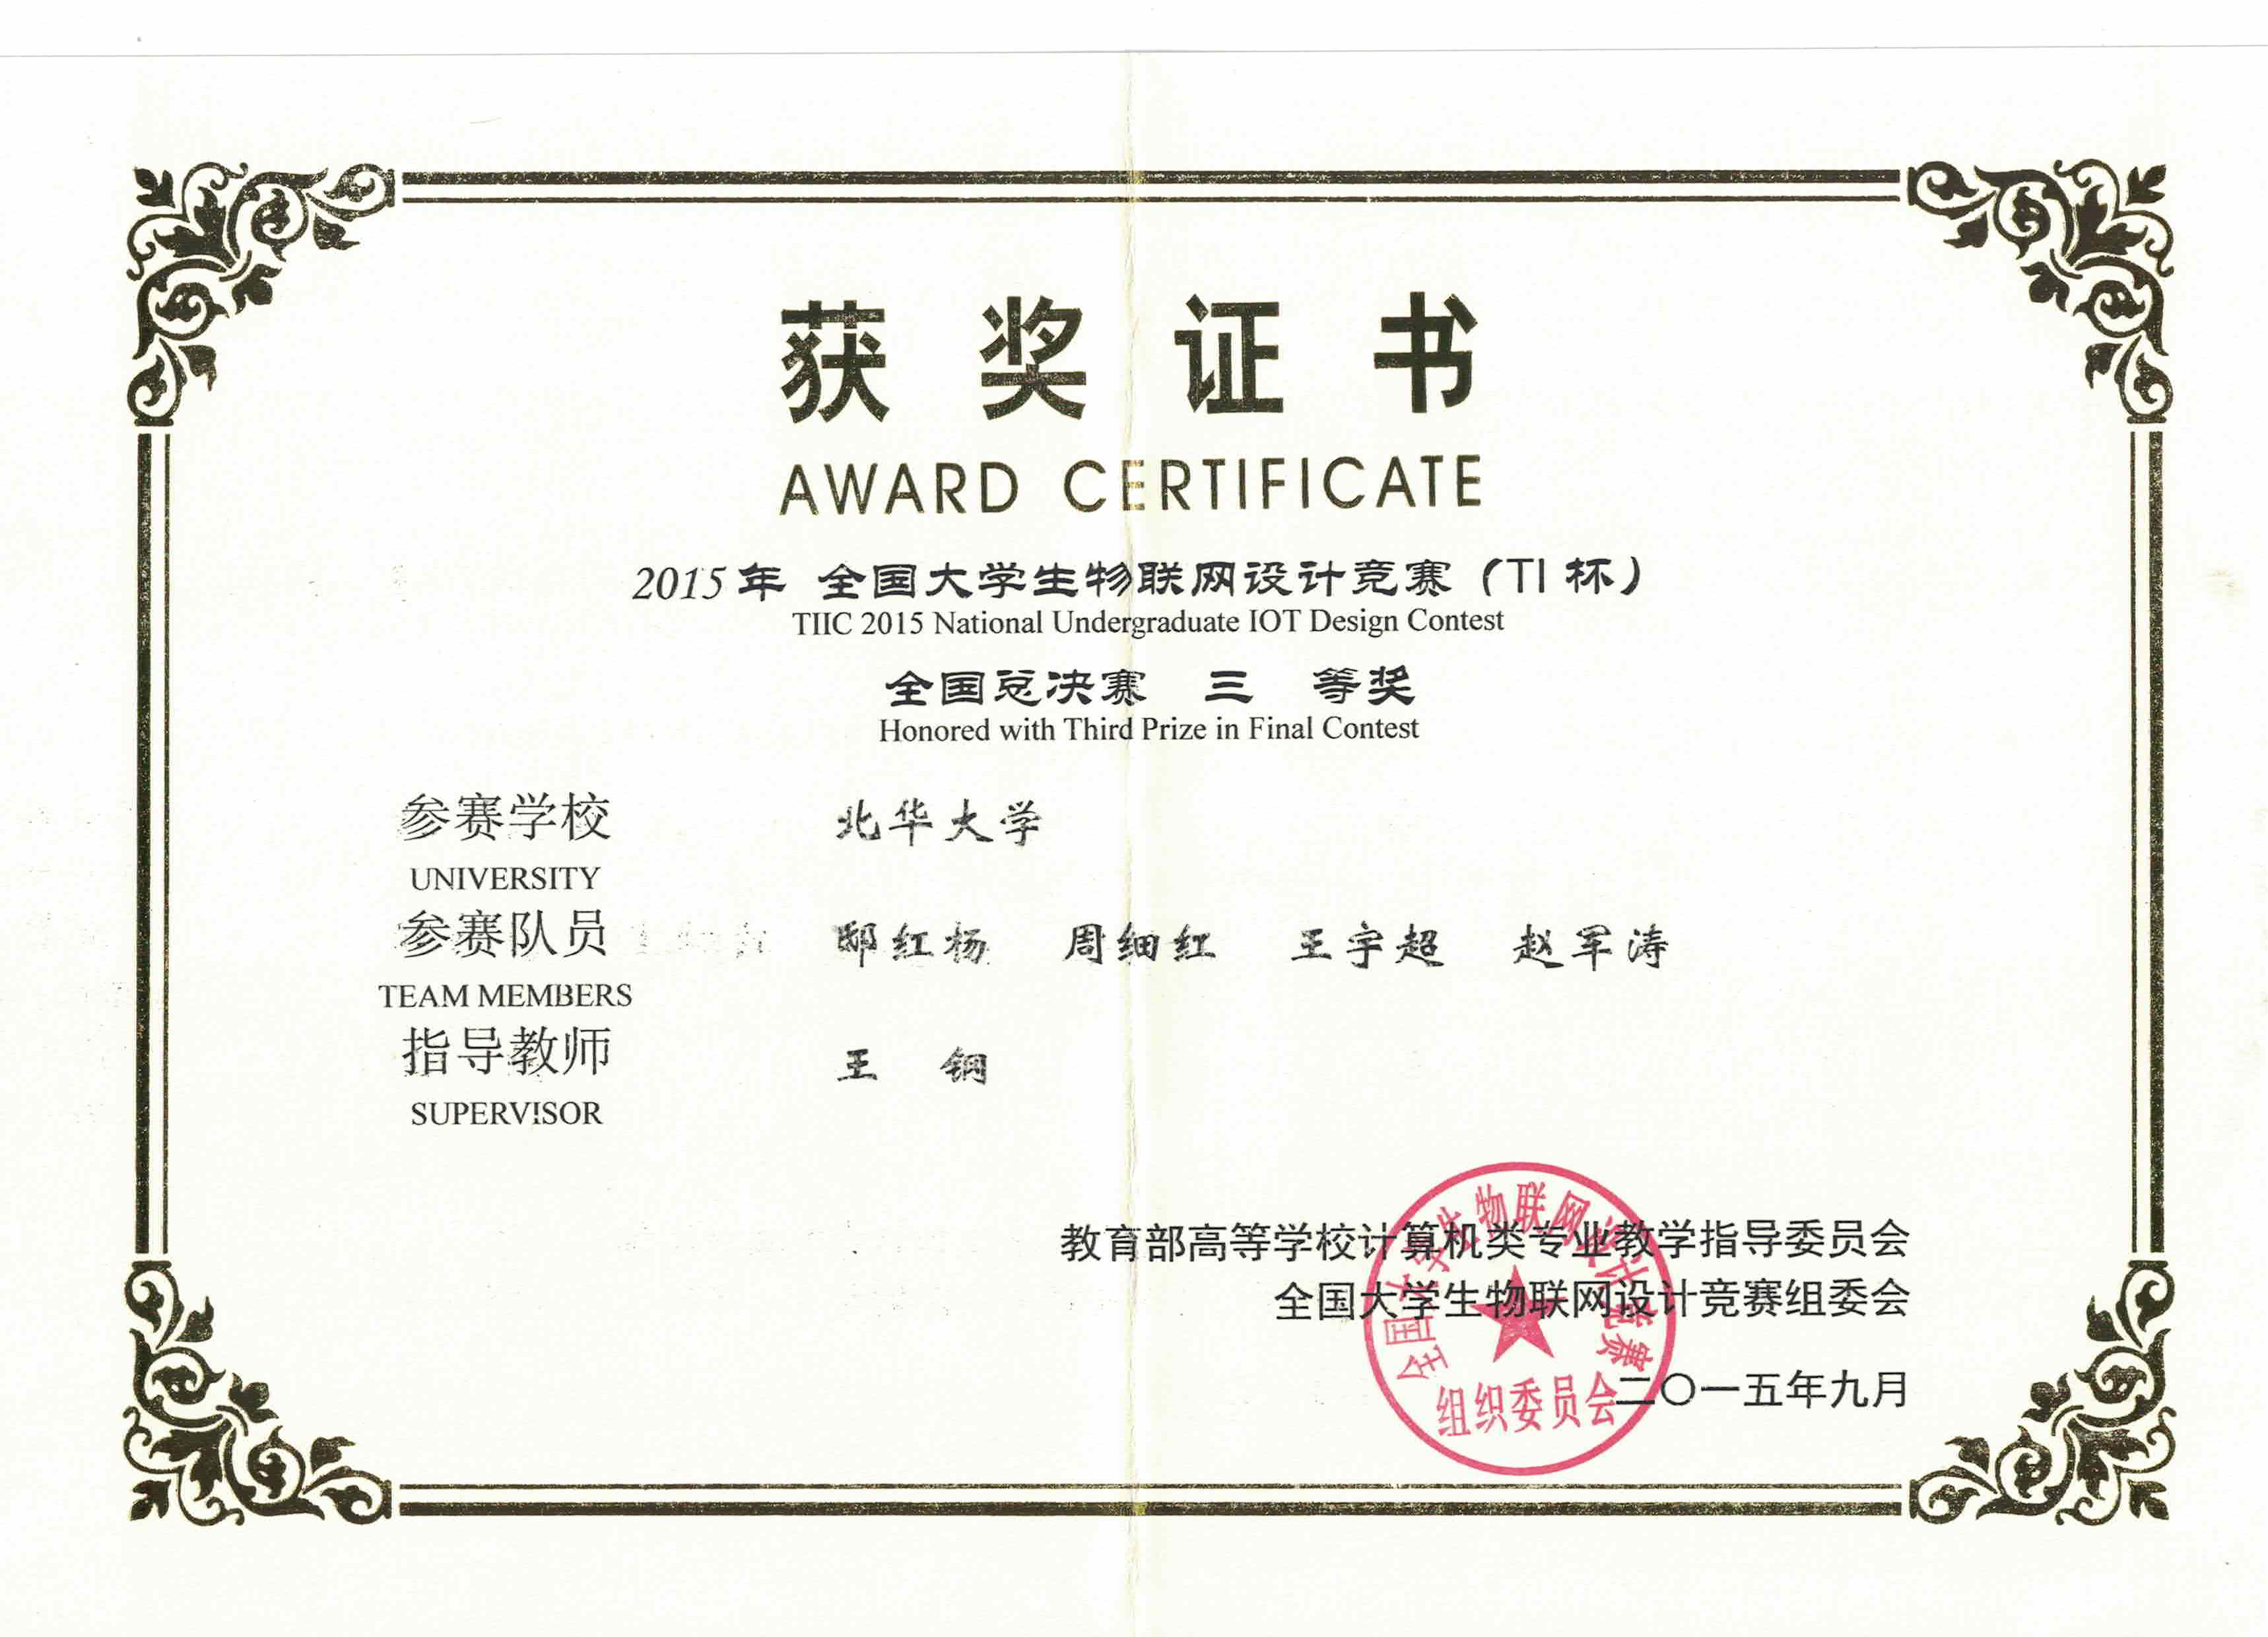 获奖证书
AWARD CERTIFICATE
2015年 全国大学生物联网设计竞赛（TI 杯）
TIIC 2015 National Undergraduate IOT Design Contest
全国总决赛 三 等奖
Honored with Third Prize in Final Contest
参赛学校 北华大学
UNIVERSITY
参赛队员 邸红杨 周细红 王宇超 赵军涛
TEAM MEMBERS
指导教师 王 钢
SUPERVISOR
教育部高等学校计算机类专业教学指导委员会
全国大学生物联网设计竞赛组委会
二〇一五年九月
全国大学生物联网设计竞赛
组织委员会